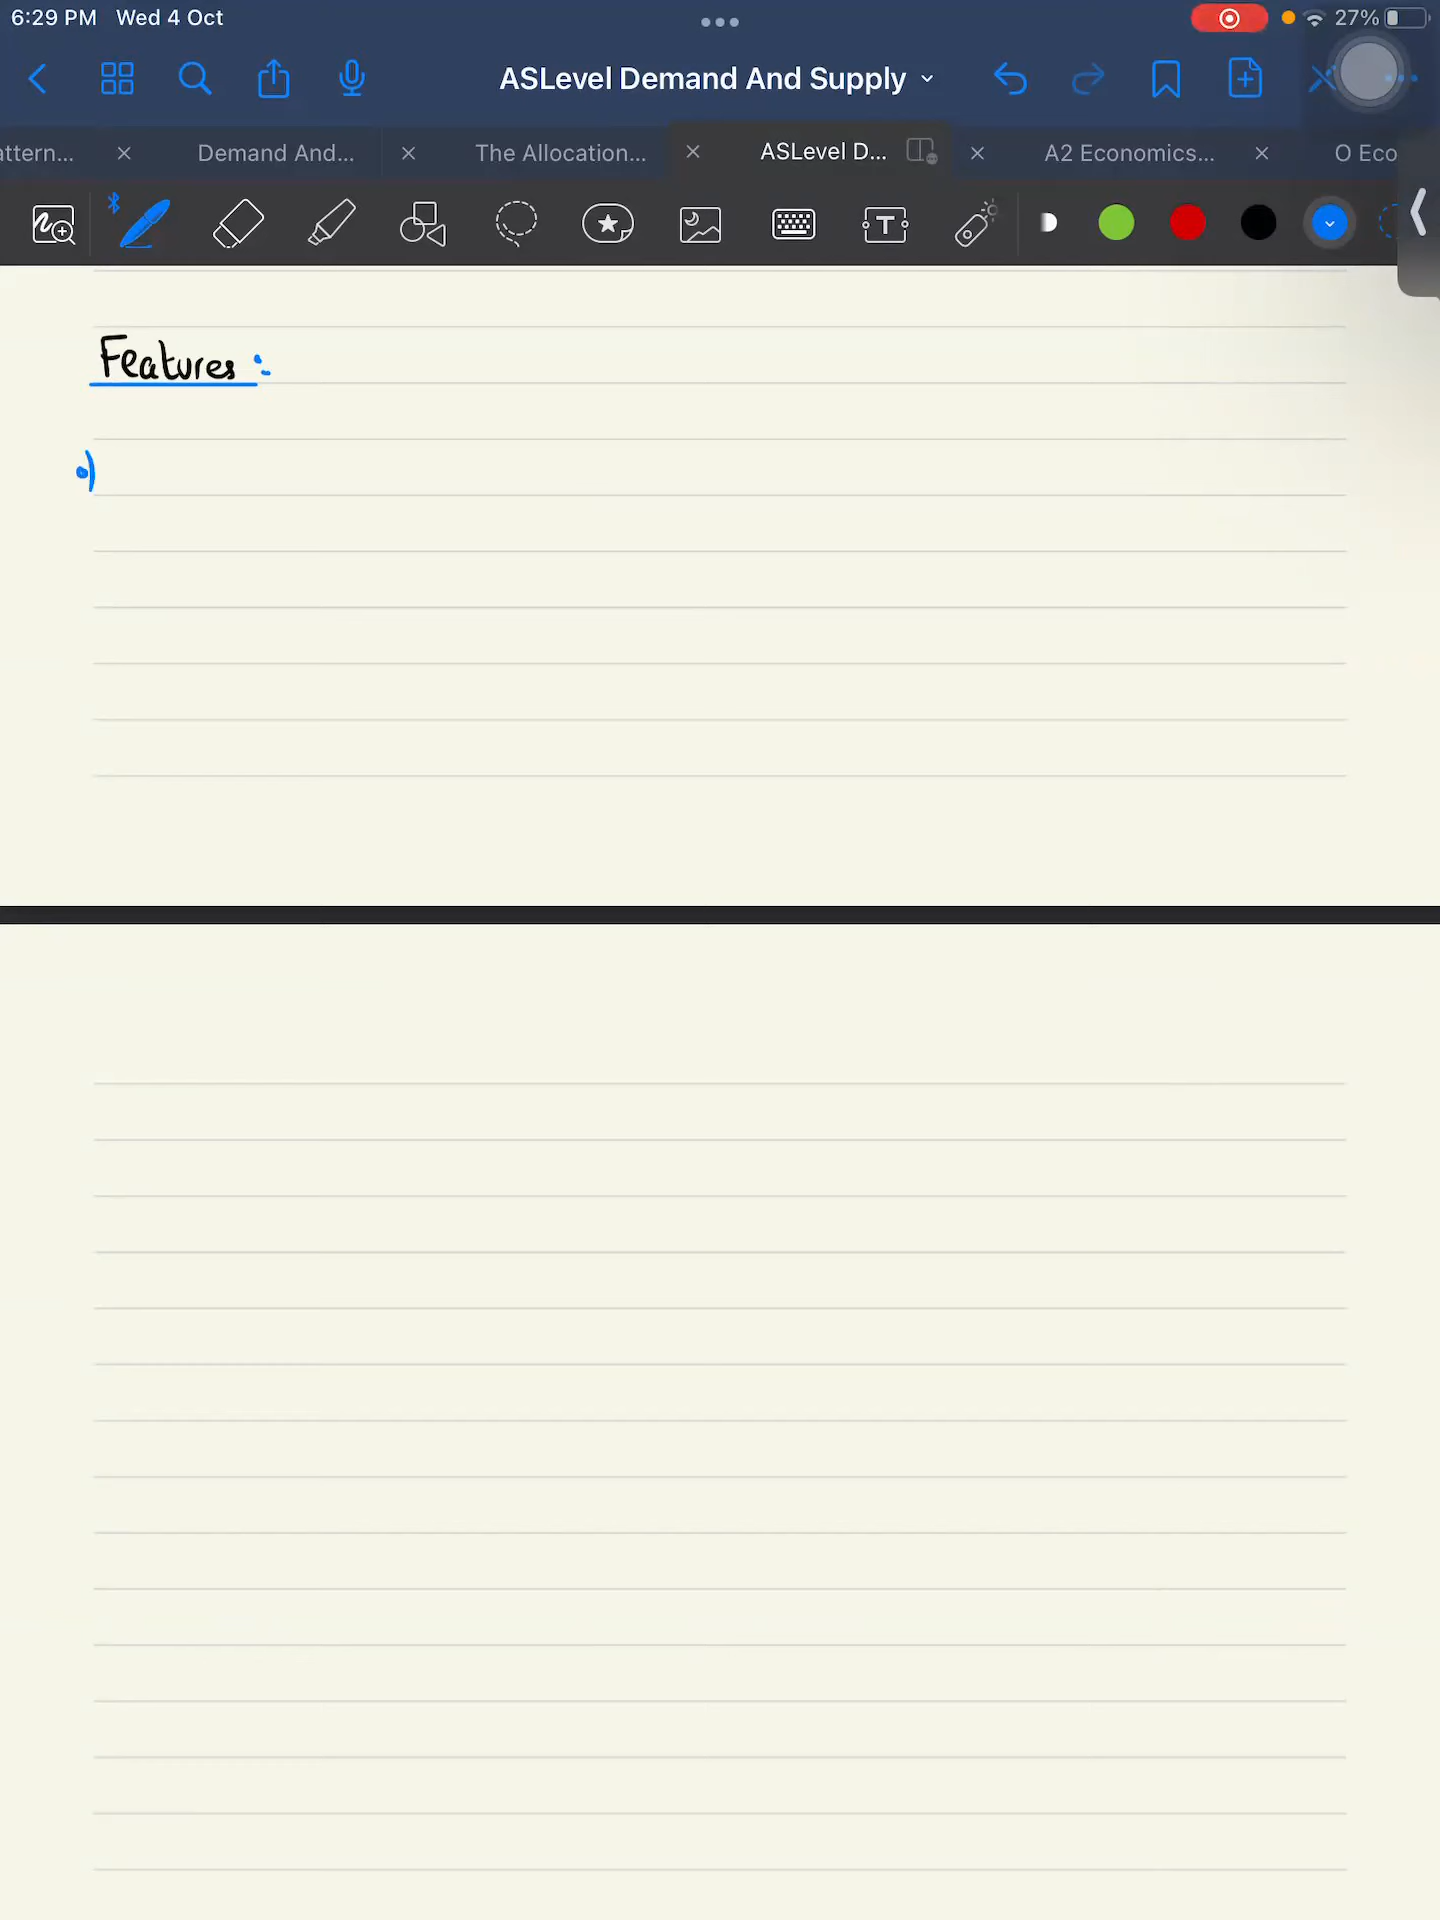 6:29 PM Wed 4 Oct 27%
ASLevel Demand And Supply
attern... Demand And... The Allocation... ASLevel D... A2 Economics... O Eco
T
Features :-
•)